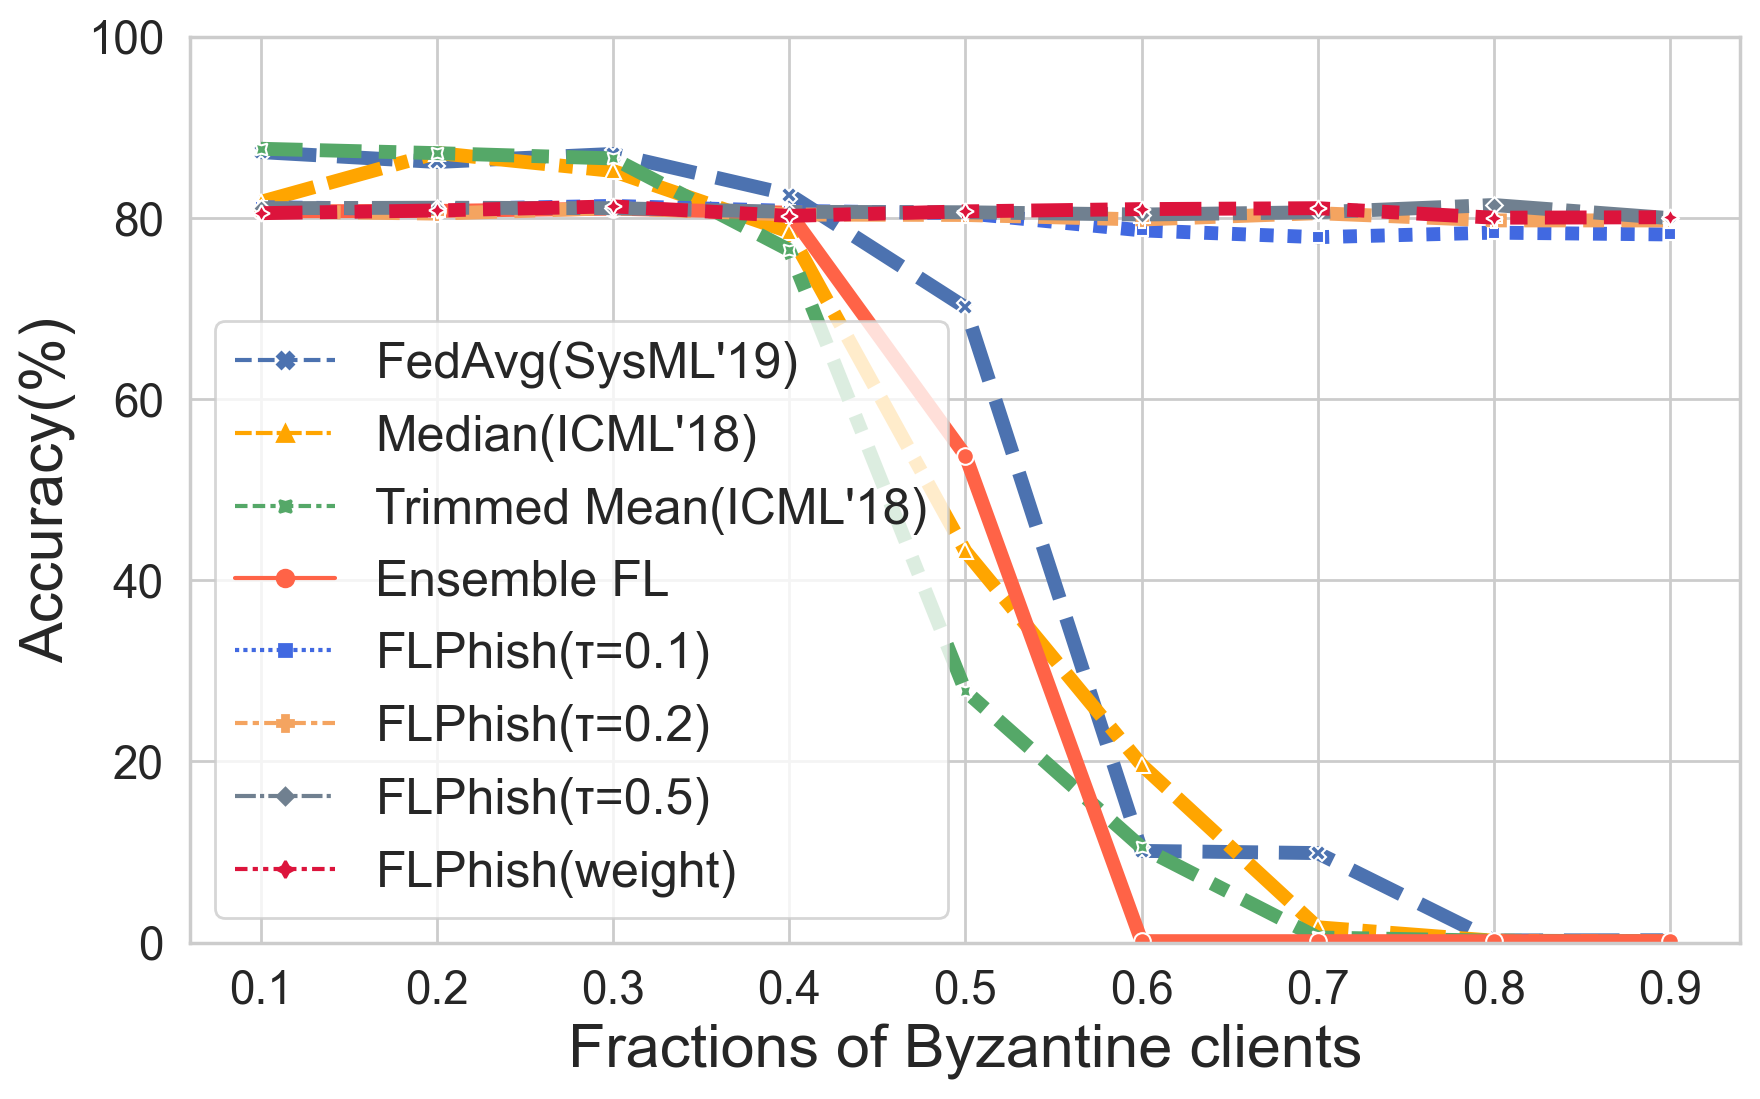 Accuracy(%)
100
80
60
40
20
0
FedAvg(SysML'19)
Median(ICML'18)
Trimmed Mean(ICML'18)
Ensemble FL
FLPhish(τ=0.1)
FLPhish(τ=0.2)
FLPhish(τ=0.5)
FLPhish(weight)
0.1 0.2 0.3 0.4 0.5 0.6 0.7 0.8 0.9
Fractions of Byzantine clients